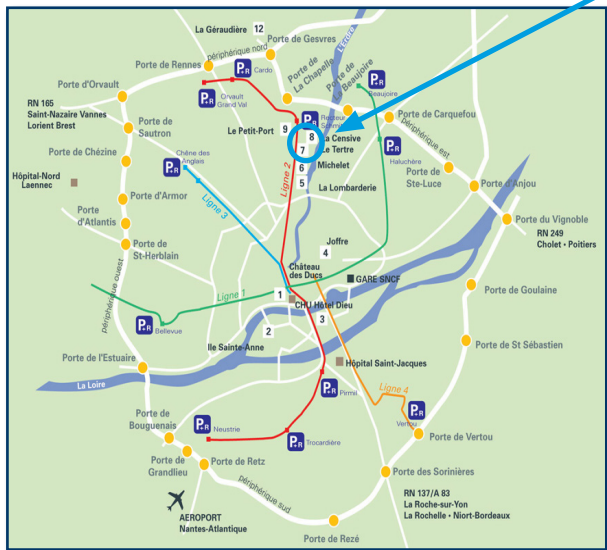 La Géraudière 12
périphérique nord
Porte de Gesvres
L'Erdre
Porte de Rennes
P+R
Cardo
Porte de
La Chapelle
Porte de
La Beaujoire
Porte d'Orvault
P+R
Orvault
Grand Val
P+R
Beaujoire
RN 165
Saint-Nazaire Vannes
Lorient Brest
Porte de
Sautron
Le Petit-Port
9
P+R
8
La Censive
7
Le Tertre
Porte de Carquefou
périphérique est
Porte de Chézine
Chêne des
Anglais
P+R
6
Michelet
P+R
Haluchère
Porte de
Ste-Luce
Hôpital-Nord
Laennec
Ligne 2
5
La Lombarderie
Porte d'Anjou
Porte d'Armor
Ligne 3
Porte
d'Atlantis
Porte du Vignoble
RN 249
Cholet • Poitiers
Porte de
St-Herblain
Joffre
4
Château
des Ducs
GARE SNCF
périphérique ouest
Ligne 1
1
CHU Hôtel Dieu
Porte de Goulaine
P+R
Bellevue
2
3
Ile Sainte-Anne
Porte de St Sébastien
Porte de l'Estuaire
Hôpital Saint-Jacques
La Loire
Ligne 4
P+R
Pirmil
Porte de
Bouguenais
P+R
Neustrie
P+R
Trocardière
P+R
Vertou
Porte de Vertou
Porte de
Grandlieu
Porte de Retz
Porte des Sorinières
périphérique sud
RN 137/A 83
La Roche-sur-Yon
La Rochelle • Niort-Bordeaux
AEROPORT
Nantes-Atlantique
Porte de Rezé